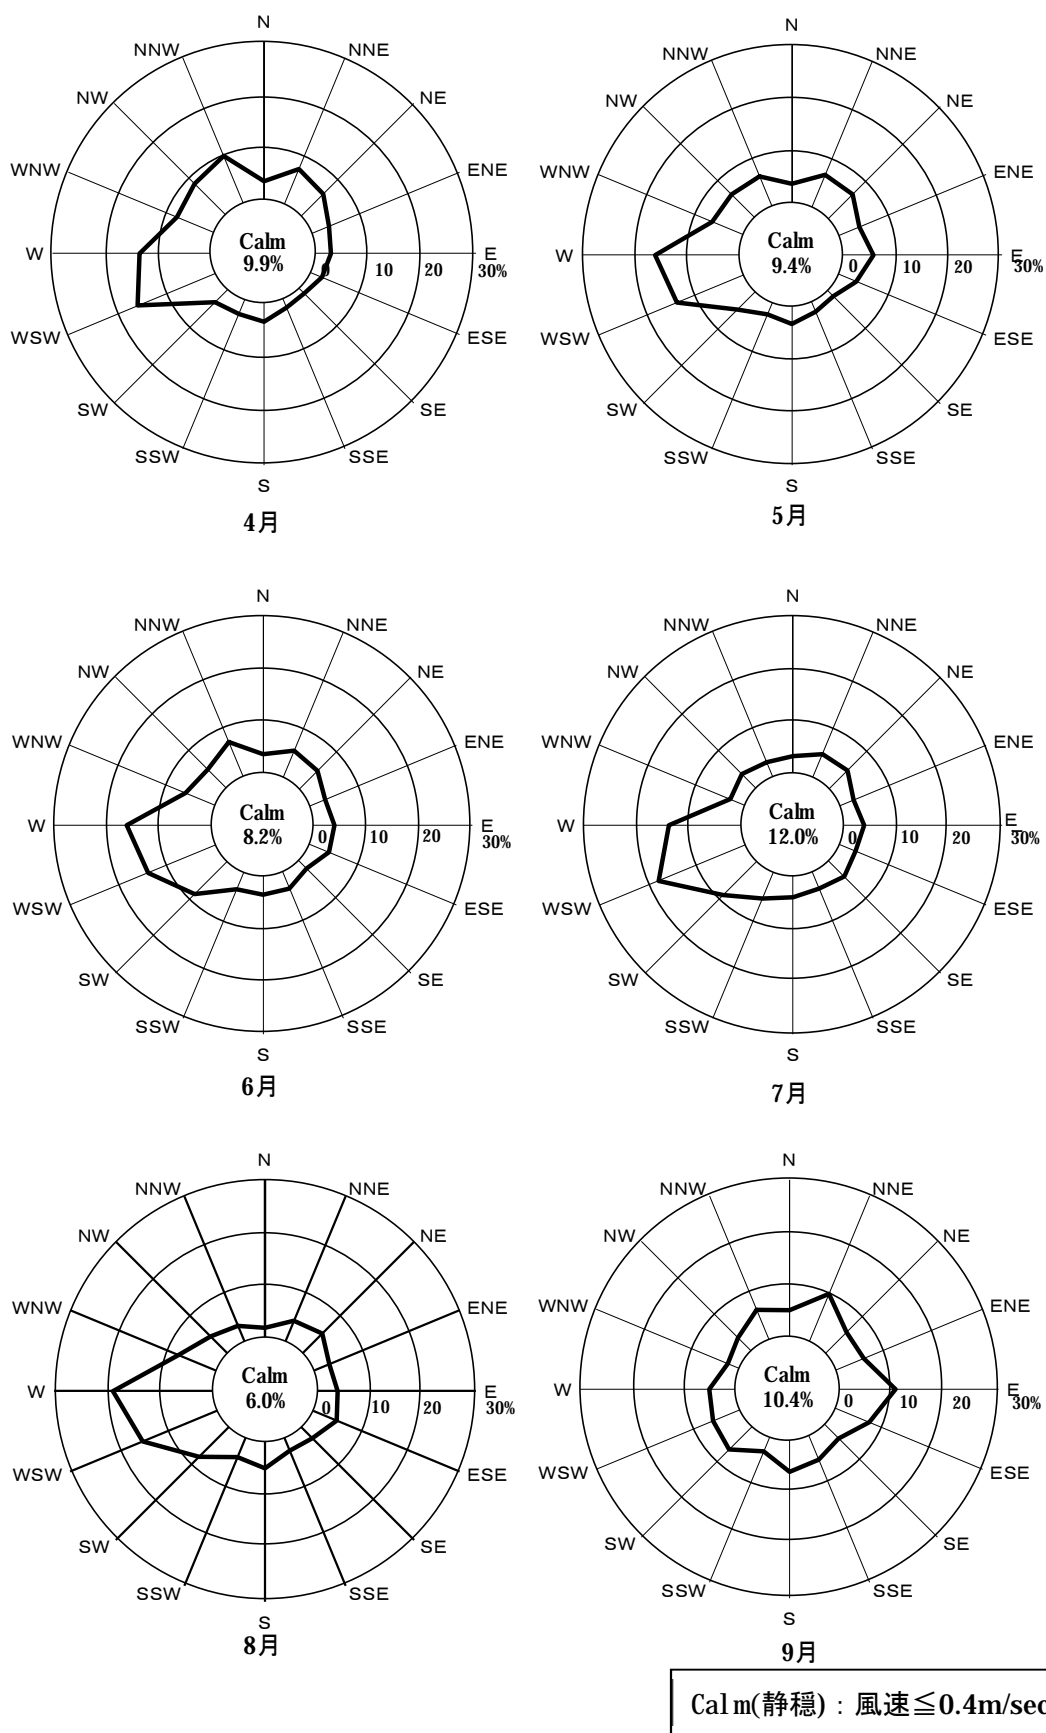 N
NNW NNE
NW NE
WNW ENE
Calm
W 9.9% 0 10 20 E
30%
WSW ESE
SW SE
SSW SSE
S
4月
N
NNW NNE
NW NE
WNW ENE
Calm
W 9.4% 0 10 20 E
30%
WSW ESE
SW SE
SSW SSE
S
5月
N
NNW NNE
NW NE
WNW ENE
Calm
W 8.2% 0 10 20 E
30%
WSW ESE
SW SE
SSW SSE
S
6月
N
NNW NNE
NW NE
WNW ENE
Calm
W 12.0% 0 10 20 E
30%
WSW ESE
SW SE
SSW SSE
S
7月
N
NNW NNE
NW NE
WNW ENE
Calm
W 6.0% 0 10 20 E
30%
WSW ESE
SW SE
SSW SSE
S
8月
N
NNW NNE
NW NE
WNW ENE
Calm
W 10.4% 0 10 20 E
30%
WSW ESE
SW SE
SSW SSE
S
9月
Calm(静穏)：風速≦0.4m/sec